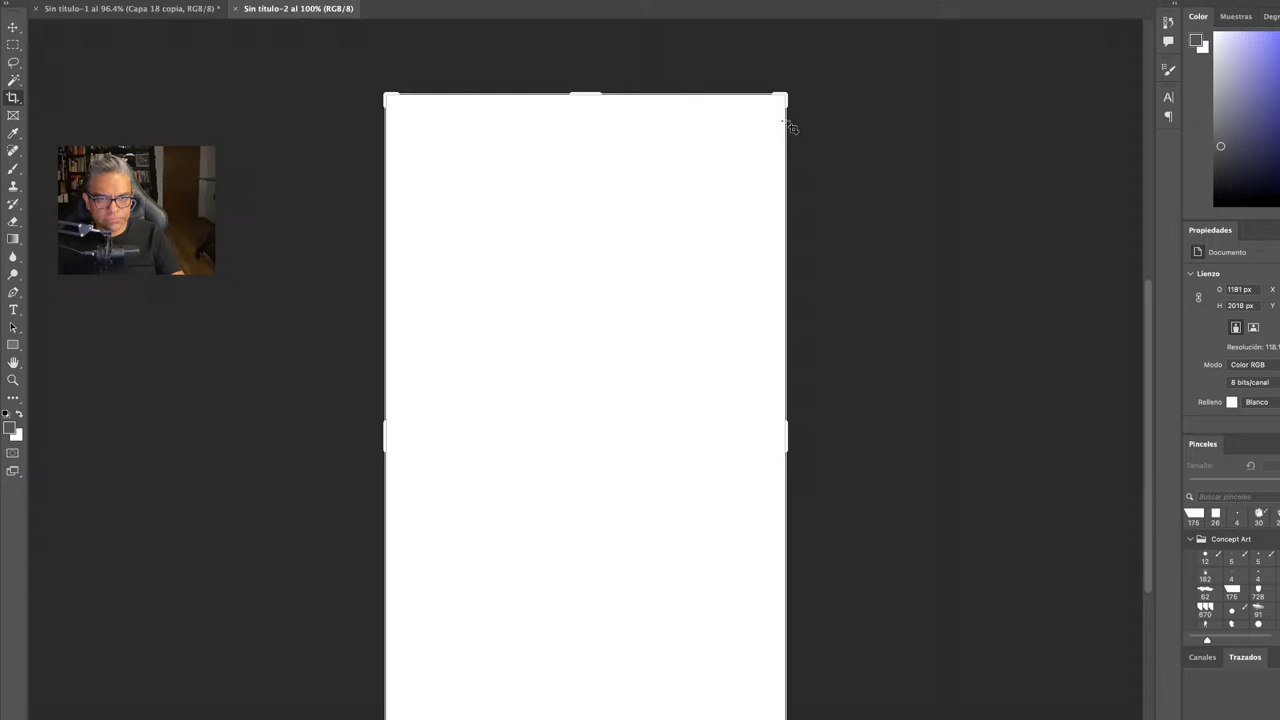 × Sin título-1 al 96.4% (Capa 18 copia, RGB/8) *
× Sin título-2 al 100% (RGB/8)
Color Muestras
Propiedades
Documento
Lienzo
O 1181 px X
H 2018 px Y
Resolución: 118.1
Modo Color RGB
8 bits/canal
Relleno Blanco
Pinceles
Tamaño:
Buscar pinceles
175 26 4 30
Concept Art
12 5 5
182 4 4
62 175 728
670 91
Canales Trazados